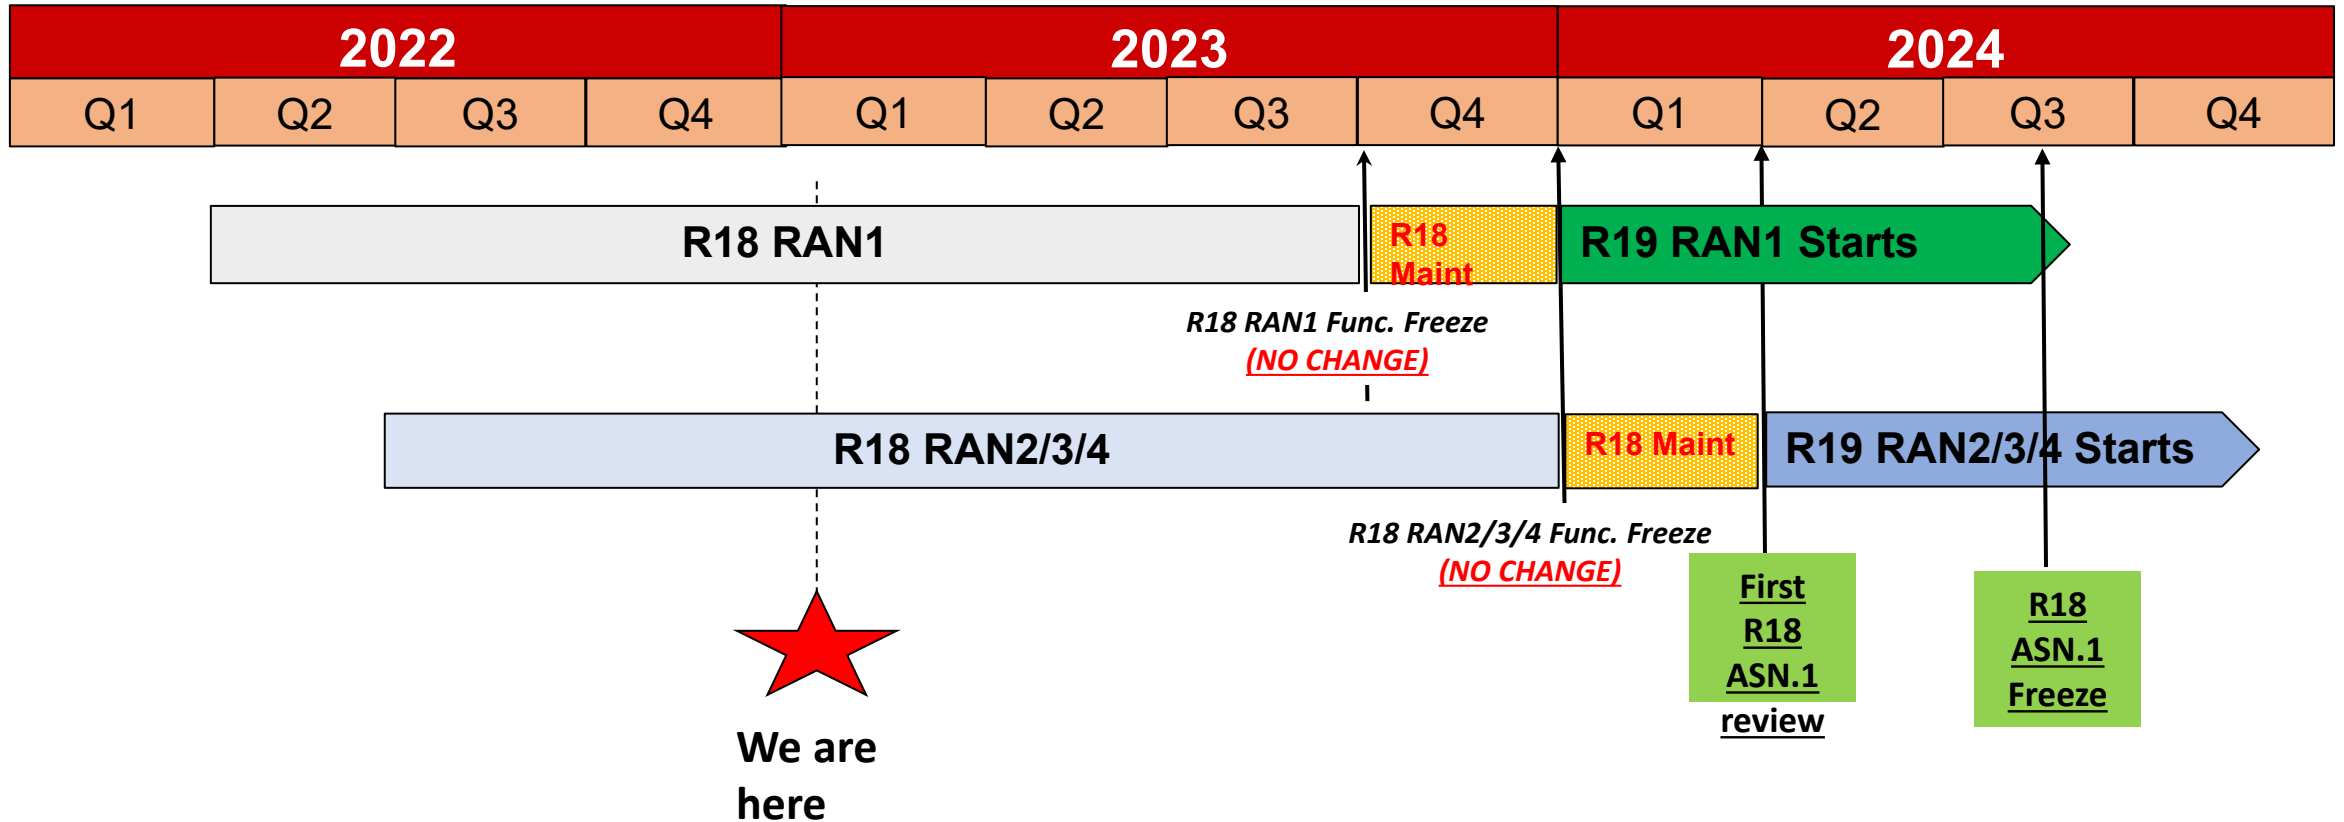 2022 2023 2024
Q1 Q2 Q3 Q4 Q1 Q2 Q3 Q4 Q1 Q2 Q3 Q4
R18 RAN1
R18
Maint
R19 RAN1 Starts
R18 RAN1 Func. Freeze
(NO CHANGE)
R18 RAN2/3/4
R18 Maint
R19 RAN2/3/4 Starts
R18 RAN2/3/4 Func. Freeze
(NO CHANGE)
First
R18
ASN.1
review
R18
ASN.1
Freeze
We are
here